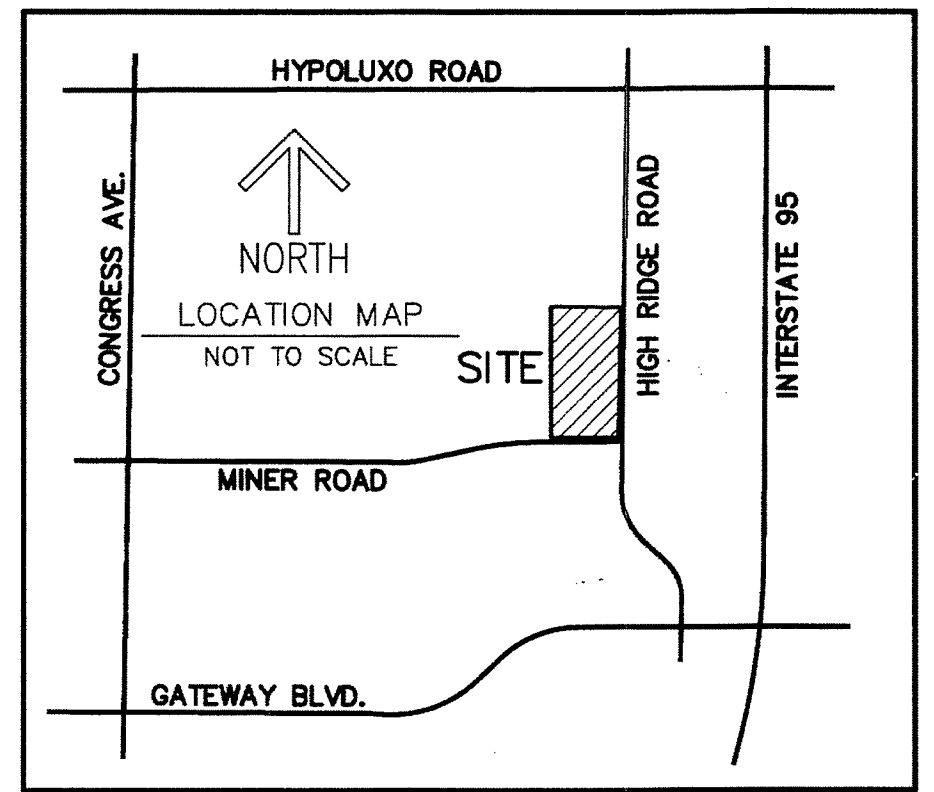 HYPOLUXO ROAD
CONGRESS AVE.
NORTH
LOCATION MAP
NOT TO SCALE
SITE
HIGH RIDGE ROAD
INTERSTATE 95
MINER ROAD
GATEWAY BLVD.